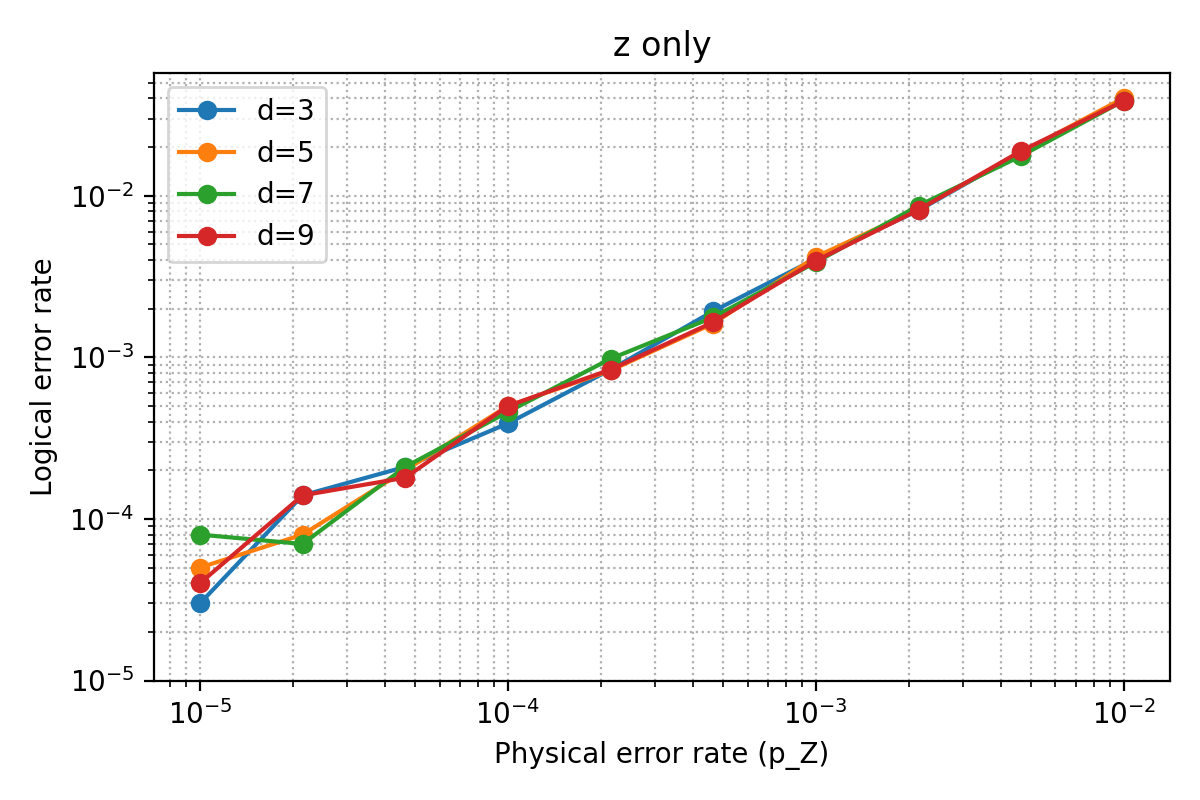 z only
d=3
d=5
d=7
d=9
Logical error rate
10⁻²
10⁻³
10⁻⁴
10⁻⁵
10⁻⁵ 10⁻⁴ 10⁻³ 10⁻²
Physical error rate (p_Z)